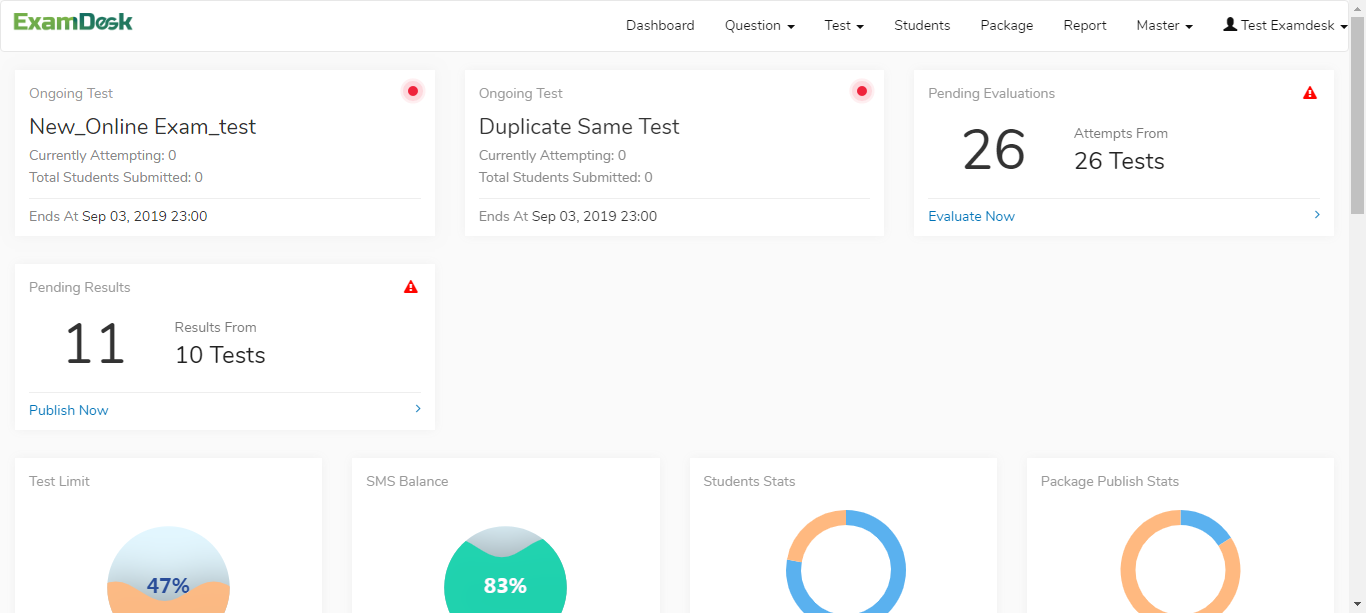 ExamDesk
Dashboard Question Test Students Package Report Master Test Examdesk
Ongoing Test
New_Online Exam_test
Currently Attempting: 0
Total Students Submitted: 0
Ends At Sep 03, 2019 23:00
Ongoing Test
Duplicate Same Test
Currently Attempting: 0
Total Students Submitted: 0
Ends At Sep 03, 2019 23:00
Pending Evaluations
26
Attempts From
26 Tests
Evaluate Now
Pending Results
11
Results From
10 Tests
Publish Now
Test Limit
47%
SMS Balance
83%
Students Stats
Package Publish Stats